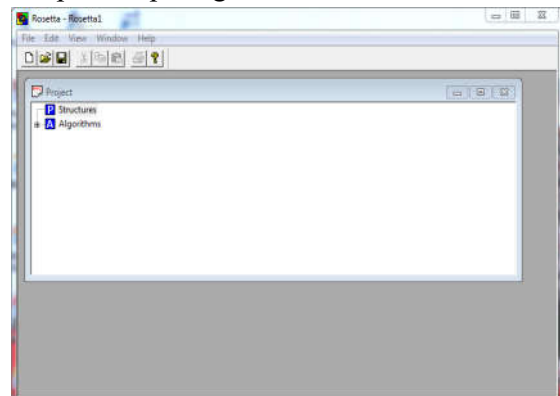 Rosetta - Rosetta1
File Edit View Window Help
Project
P Structures
A Algorithms